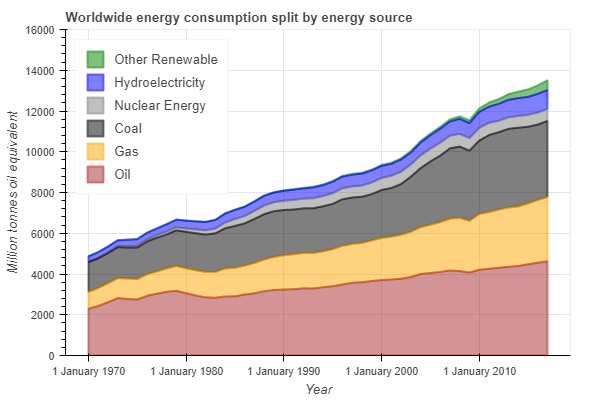 Worldwide energy consumption split by energy source
16000
14000
12000
10000
8000
6000
4000
2000
0
Million tonnes oil equivalent
Other Renewable
Hydroelectricity
Nuclear Energy
Coal
Gas
Oil
1 January 1970
1 January 1980
1 January 1990
1 January 2000
1 January 2010
Year